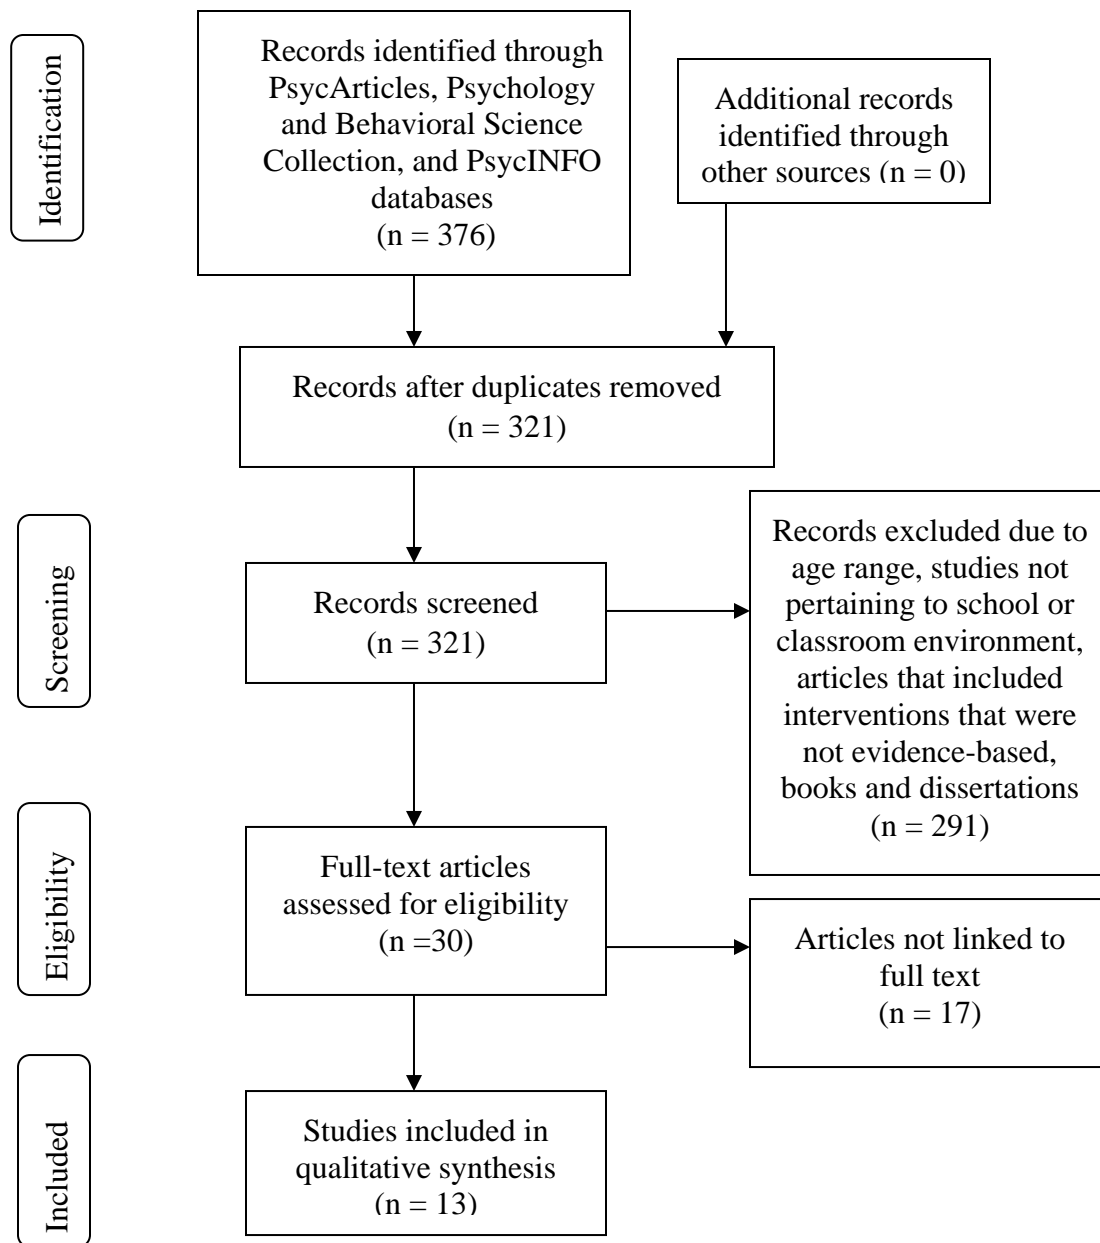 Identification
Records identified through
PsycArticles, Psychology
and Behavioral Science
Collection, and PsycINFO
databases
(n = 376)
Additional records
identified through
other sources (n = 0)
Records after duplicates removed
(n = 321)
Screening
Records screened
(n = 321)
Records excluded due to
age range, studies not
pertaining to school or
classroom environment,
articles that included
interventions that were
not evidence-based,
books and dissertations
(n = 291)
Eligibility
Full-text articles
assessed for eligibility
(n =30)
Articles not linked to
full text
(n = 17)
Included
Studies included in
qualitative synthesis
(n = 13)